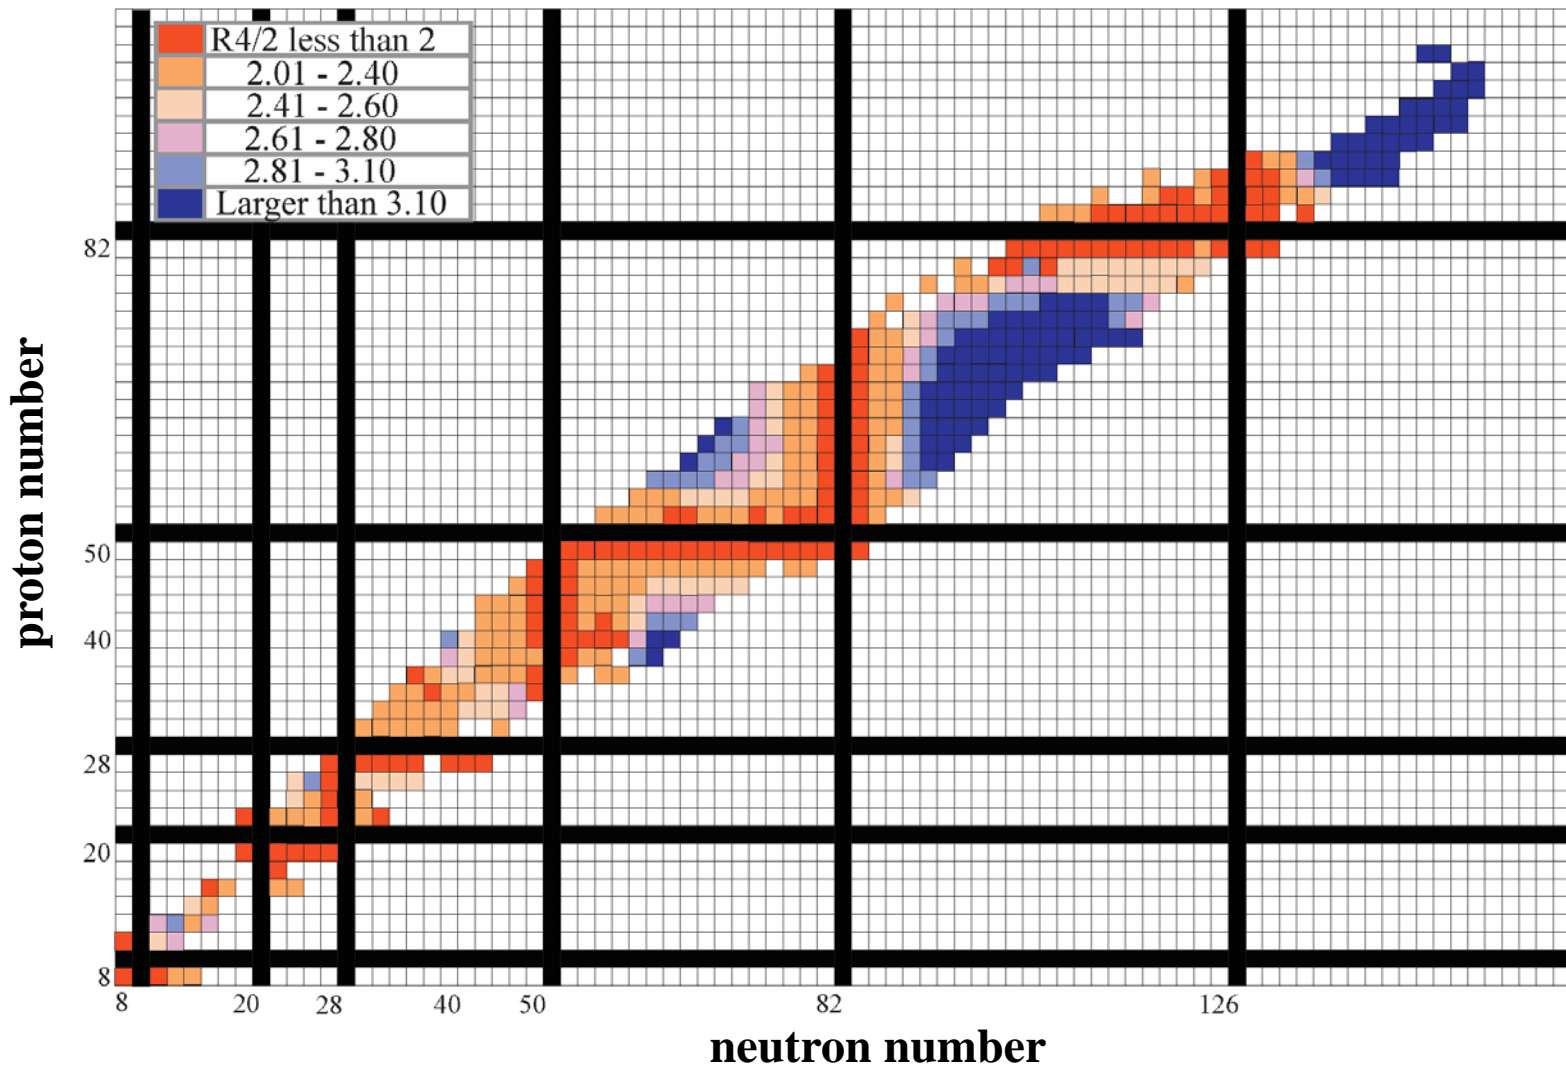 R4/2 less than 2
2.01 - 2.40
2.41 - 2.60
2.61 - 2.80
2.81 - 3.10
Larger than 3.10
proton number
82
50
40
28
20
8
8 20 28 40 50 82 126
neutron number